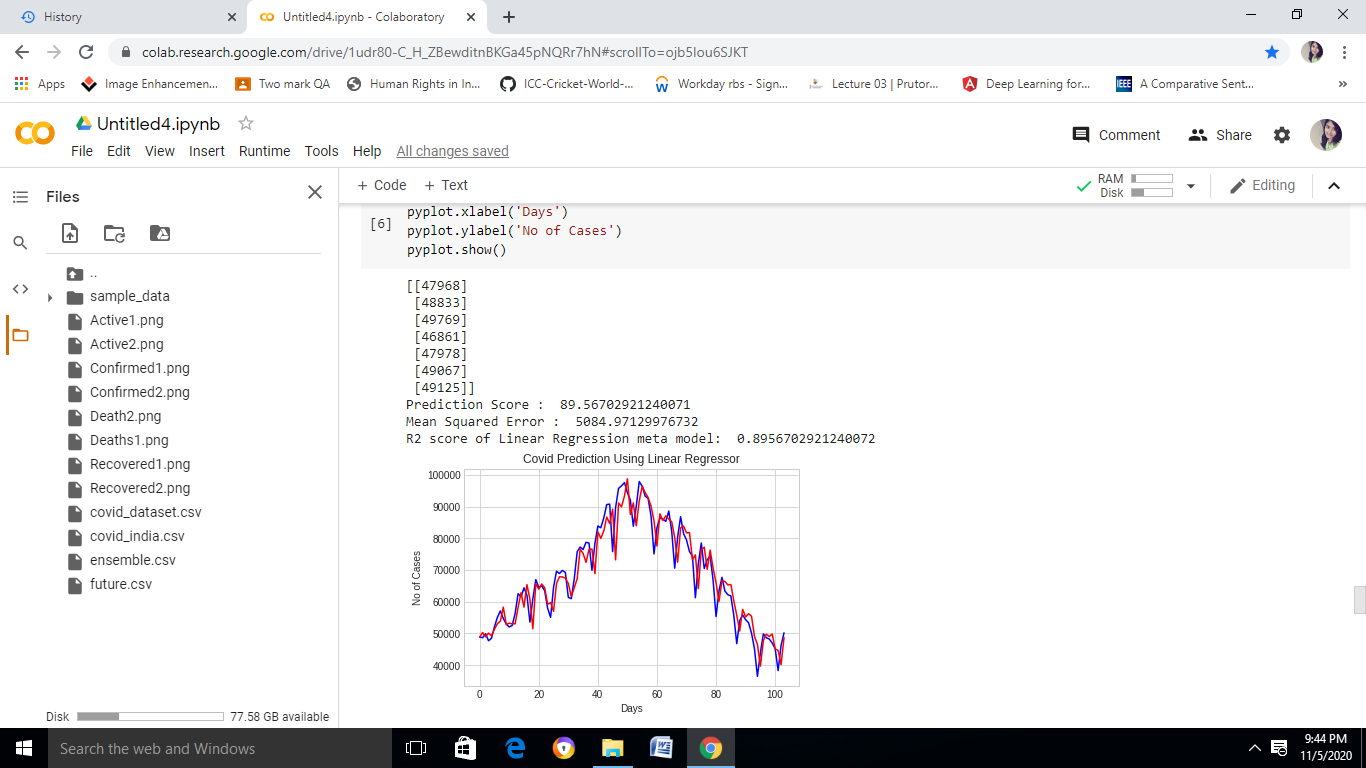 History
Untitled4.ipynb - Colaboratory
colab.research.google.com/drive/1udr80-C_H_ZBewditnBKGa45pNQRr7hN#scrollTo=ojb5Iou6SJKT
Apps Image Enhancemen... Two mark QA Human Rights in In... ICC-Cricket-World-... Workday rbs - Sign... Lecture 03 | Prutor... Deep Learning for... IEEE A Comparative Sent... »
Untitled4.ipynb
File Edit View Insert Runtime Tools Help All changes saved
Comment Share
Files
+ Code + Text
RAM
Disk
Editing
..
sample_data
Active1.png
Active2.png
Confirmed1.png
Confirmed2.png
Death2.png
Deaths1.png
Recovered1.png
Recovered2.png
covid_dataset.csv
covid_india.csv
ensemble.csv
future.csv
Disk 77.58 GB available
[6]
pyplot.xlabel('Days')
pyplot.ylabel('No of Cases')
pyplot.show()
[[47968]
[48833]
[49769]
[46861]
[47978]
[49067]
[49125]]
Prediction Score :  89.56702921240071
Mean Squared Error :  5084.97129976732
R2 score of Linear Regression meta model:  0.8956702921240072
Covid Prediction Using Linear Regressor
No of Cases
100000
90000
80000
70000
60000
50000
40000
0 20 40 60 80 100
Days
Search the web and Windows
9:44 PM
11/5/2020